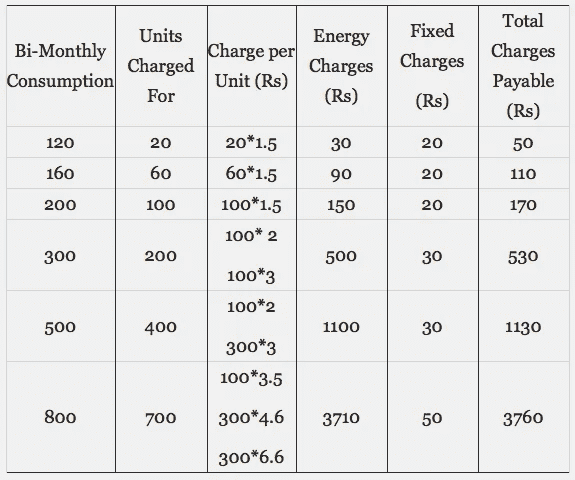 Bi-Monthly Consumption | Units Charged For | Charge per Unit (Rs) | Energy Charges (Rs) | Fixed Charges (Rs) | Total Charges Payable (Rs)
120 | 20 | 20*1.5 | 30 | 20 | 50
160 | 60 | 60*1.5 | 90 | 20 | 110
200 | 100 | 100*1.5 | 150 | 20 | 170
300 | 200 | 100* 2 100*3 | 500 | 30 | 530
500 | 400 | 100*2 300*3 | 1100 | 30 | 1130
800 | 700 | 100*3.5 300*4.6 300*6.6 | 3710 | 50 | 3760